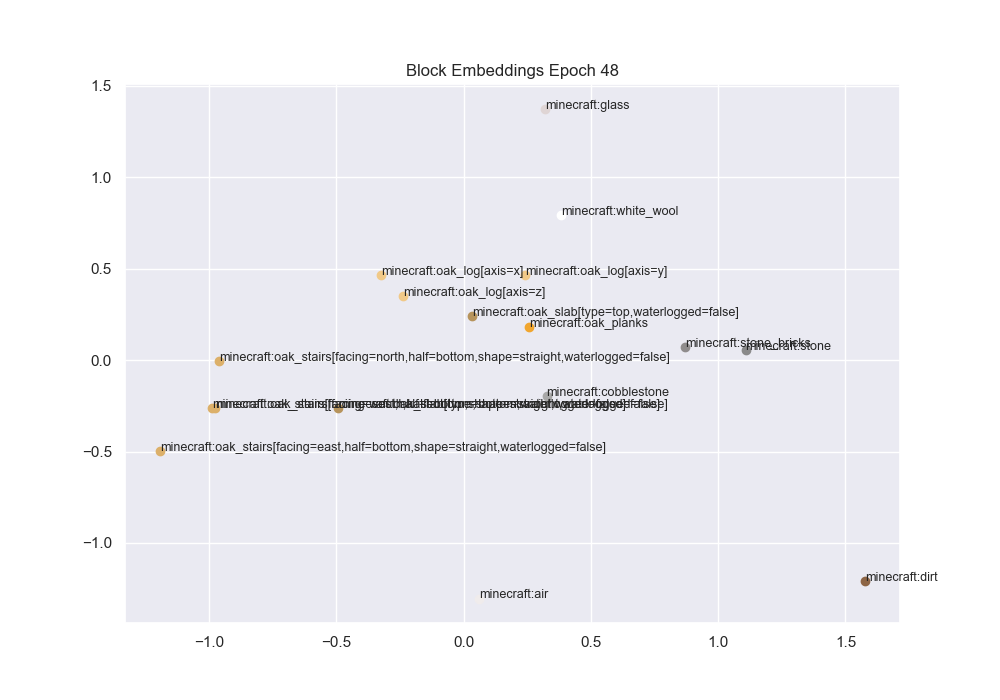 Block Embeddings Epoch 48
1.5
minecraft:glass
1.0
minecraft:white_wool
0.5
minecraft:oak_log[axis=x]
minecraft:oak_log[axis=y]
minecraft:oak_log[axis=z]
minecraft:oak_slab[type=top,waterlogged=false]
minecraft:oak_planks
minecraft:stone_bricks
minecraft:stone
0.0
minecraft:oak_stairs[facing=north,half=bottom,shape=straight,waterlogged=false]
minecraft:cobblestone
−0.5
minecraft:oak_stairs[facing=east,half=bottom,shape=straight,waterlogged=false]
−1.0
minecraft:dirt
minecraft:air
−1.0 −0.5 0.0 0.5 1.0 1.5